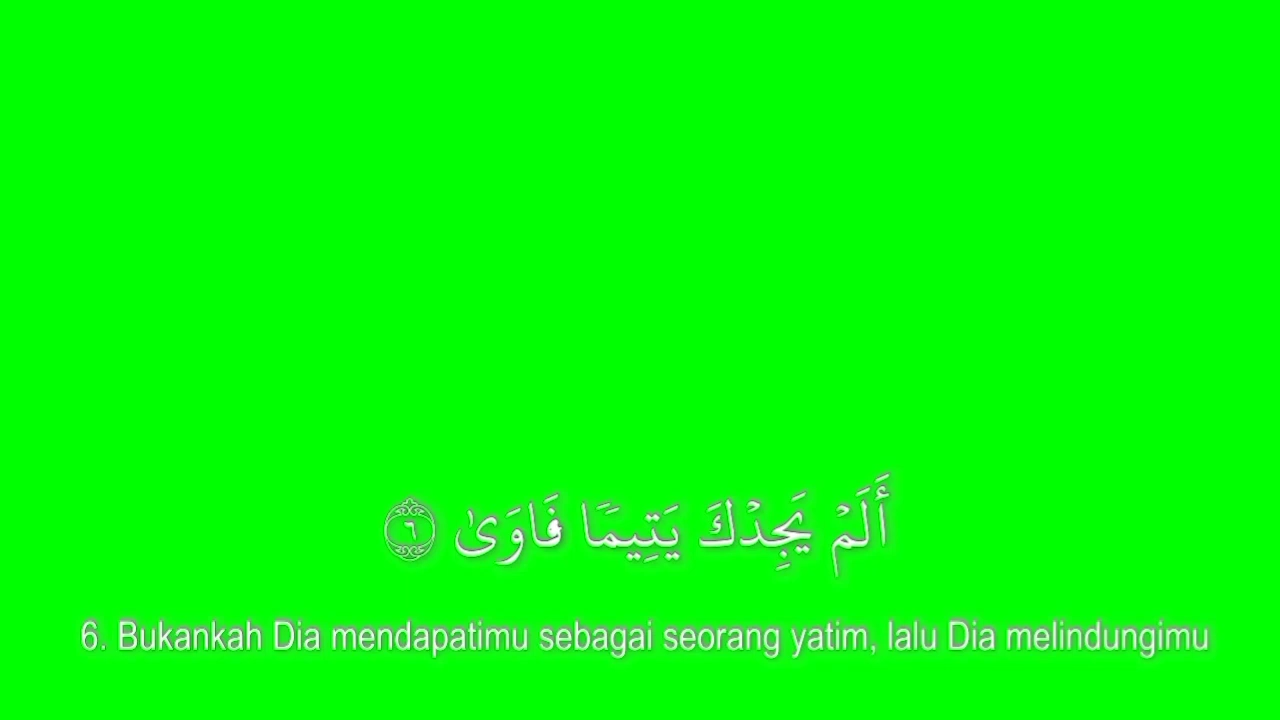 أَلَمۡ يَجِدۡكَ يَتِيمٗا فَـَٔاوَىٰ ٦
6. Bukankah Dia mendapatimu sebagai seorang yatim, lalu Dia melindungimu